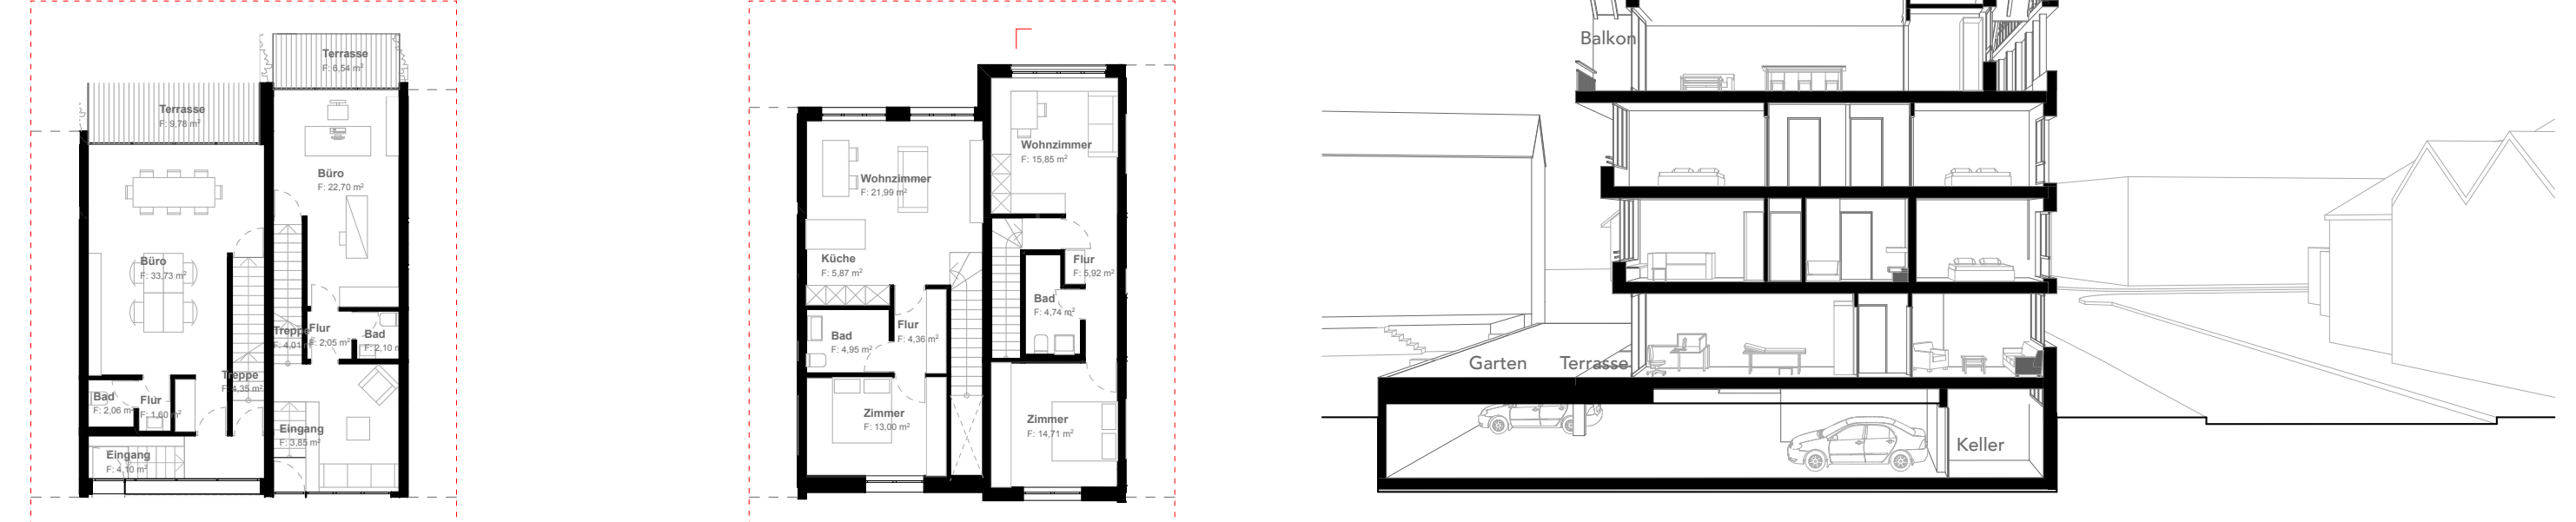 Terrasse
F: 6,54 m²
Terrasse
F: 9,78 m²
Büro
F: 22,70 m²
Büro
F: 33,73 m²
Treppe
F: 4,01
Flur
F: 2,05 m²
Bad
F: 2,10 m
Treppe
F: 4,35 m²
Bad
F: 2,06 m²
Flur
F: 1,60 m²
Eingang
F: 3,85 m²
Eingang
F: 4,10 m²
Wohnzimmer
F: 15,85 m²
Wohnzimmer
F: 21,99 m²
Küche
F: 5,87 m²
Flur
F: 5,92 m²
Bad
F: 4,74 m²
Bad
F: 4,95 m²
Flur
F: 4,36 m²
Zimmer
F: 13,00 m²
Zimmer
F: 14,71 m²
Balkon
Garten
Terrasse
Keller